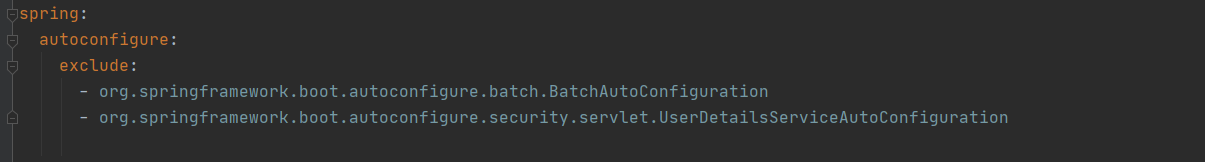 spring:
  autoconfigure:
    exclude:
      - org.springframework.boot.autoconfigure.batch.BatchAutoConfiguration
      - org.springframework.boot.autoconfigure.security.servlet.UserDetailsServiceAutoConfiguration